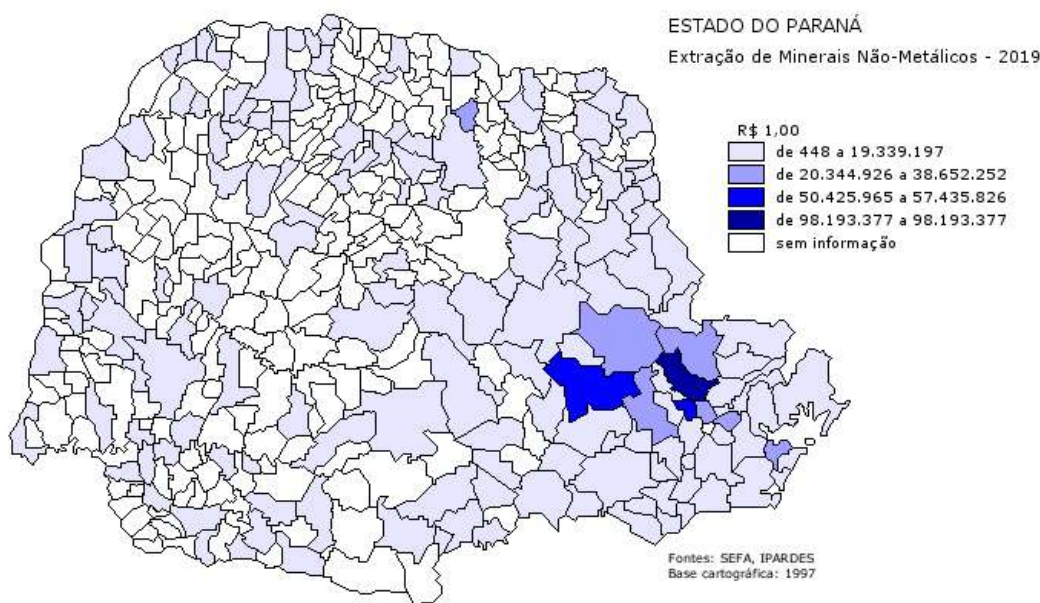 ESTADO DO PARANÁ
Extração de Minerais Não-Metálicos - 2019
R$ 1,00
de 448 a 19.339.197
de 20.344.926 a 38.652.252
de 50.425.965 a 57.435.826
de 98.193.377 a 98.193.377
sem informação
Fontes: SEFA, IPARDES
Base cartográfica: 1997